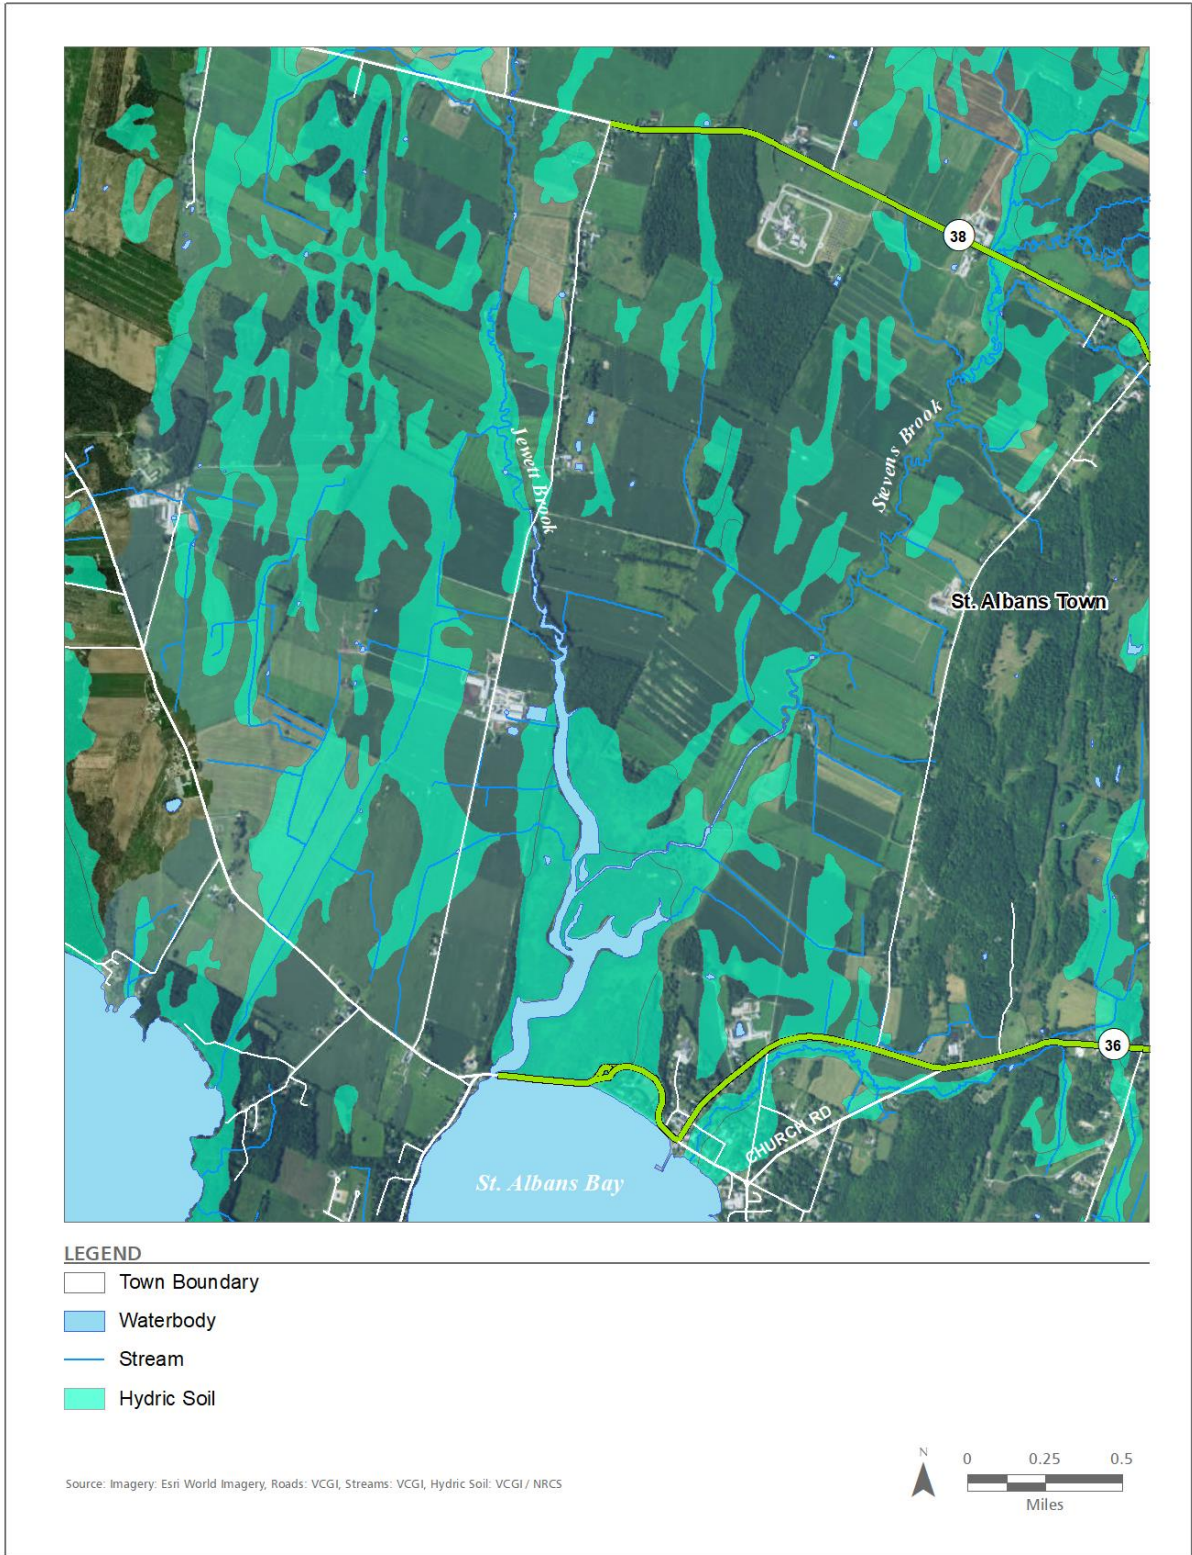 38
Jewett Brook
Stevens Brook
St. Albans Town
36
CHURCH RD
St. Albans Bay
LEGEND
Town Boundary
Waterbody
Stream
Hydric Soil
N
0 0.25 0.5
Miles
Source: Imagery: Esri World Imagery, Roads: VCGI, Streams: VCGI, Hydric Soil: VCGI / NRCS